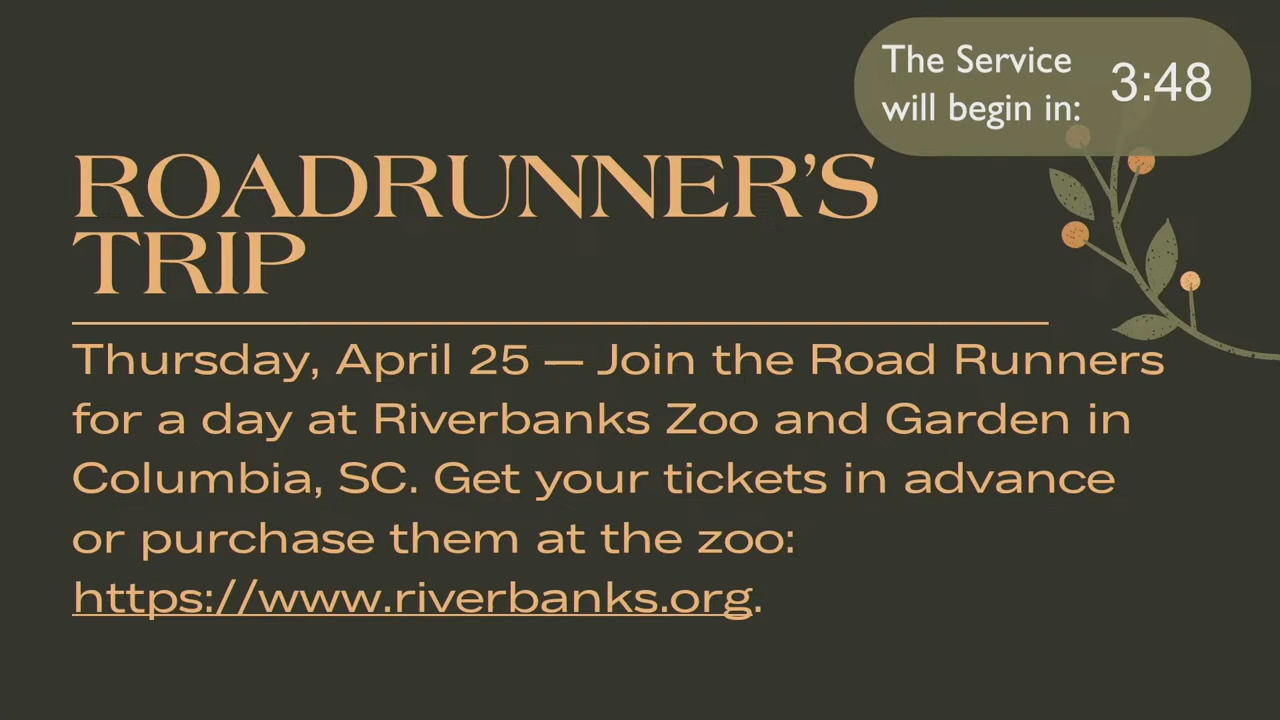 The Service
will begin in:
3:48
ROADRUNNER'S
TRIP
Thursday, April 25 — Join the Road Runners
for a day at Riverbanks Zoo and Garden in
Columbia, SC. Get your tickets in advance
or purchase them at the zoo:
https://www.riverbanks.org.